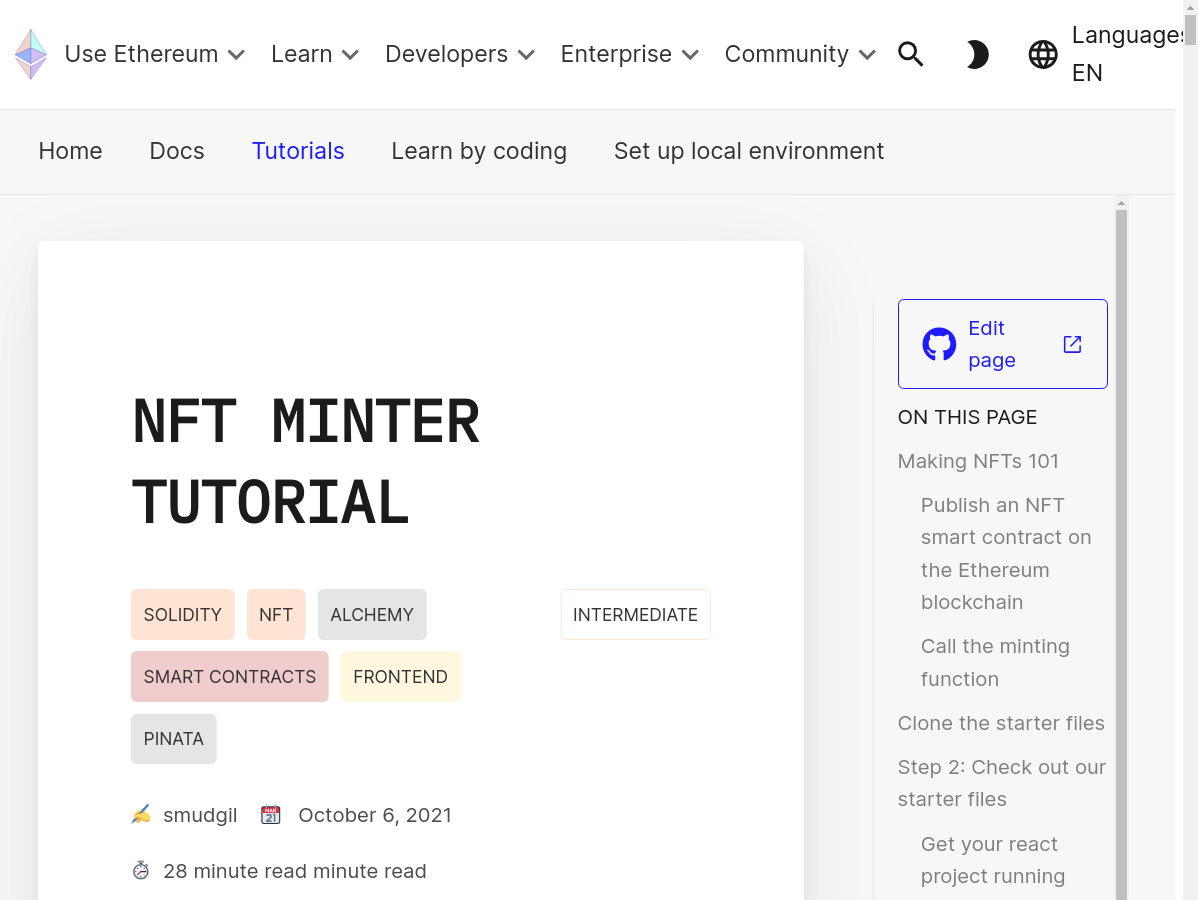 Use Ethereum Learn Developers Enterprise Community
Languages
EN
Home Docs Tutorials Learn by coding Set up local environment
NFT MINTER
TUTORIAL
SOLIDITY NFT ALCHEMY INTERMEDIATE
SMART CONTRACTS FRONTEND
PINATA
smudgil October 6, 2021
28 minute read minute read
Edit
page
ON THIS PAGE
Making NFTs 101
Publish an NFT
smart contract on
the Ethereum
blockchain
Call the minting
function
Clone the starter files
Step 2: Check out our
starter files
Get your react
project running